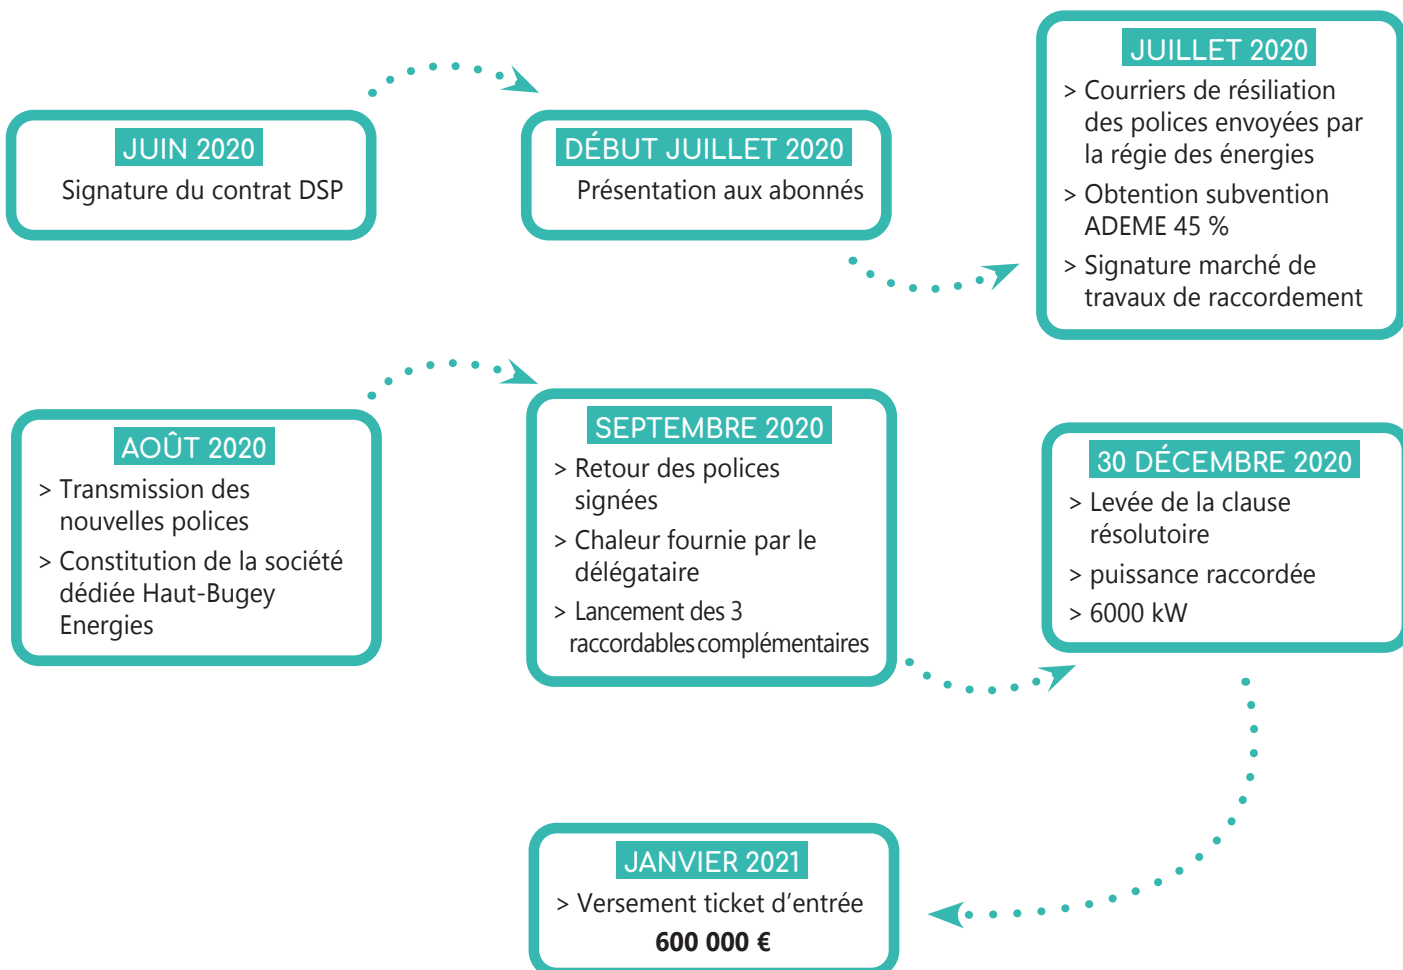 JUIN 2020
Signature du contrat DSP
DÉBUT JUILLET 2020
Présentation aux abonnés
JUILLET 2020
> Courriers de résiliation
des polices envoyées par
la régie des énergies
> Obtention subvention
ADEME 45 %
> Signature marché de
travaux de raccordement
AOÛT 2020
> Transmission des
nouvelles polices
> Constitution de la société
dédiée Haut-Bugey
Energies
SEPTEMBRE 2020
> Retour des polices
signées
> Chaleur fournie par le
délégataire
> Lancement des 3
raccordables complémentaires
30 DÉCEMBRE 2020
> Levée de la clause
résolutoire
> puissance raccordée
> 6000 kW
JANVIER 2021
> Versement ticket d'entrée
600 000 €